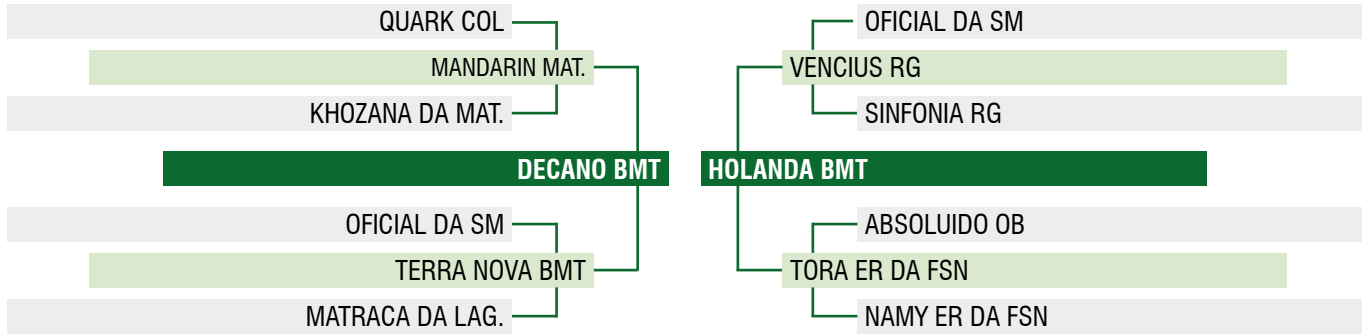 QUARK COL
MANDARIN MAT.
KHOZANA DA MAT.
DECANO BMT
OFICIAL DA SM
TERRA NOVA BMT
MATRACA DA LAG.
OFICIAL DA SM
VENCIUS RG
SINFONIA RG
HOLANDA BMT
ABSOLUIDO OB
TORA ER DA FSN
NAMY ER DA FSN